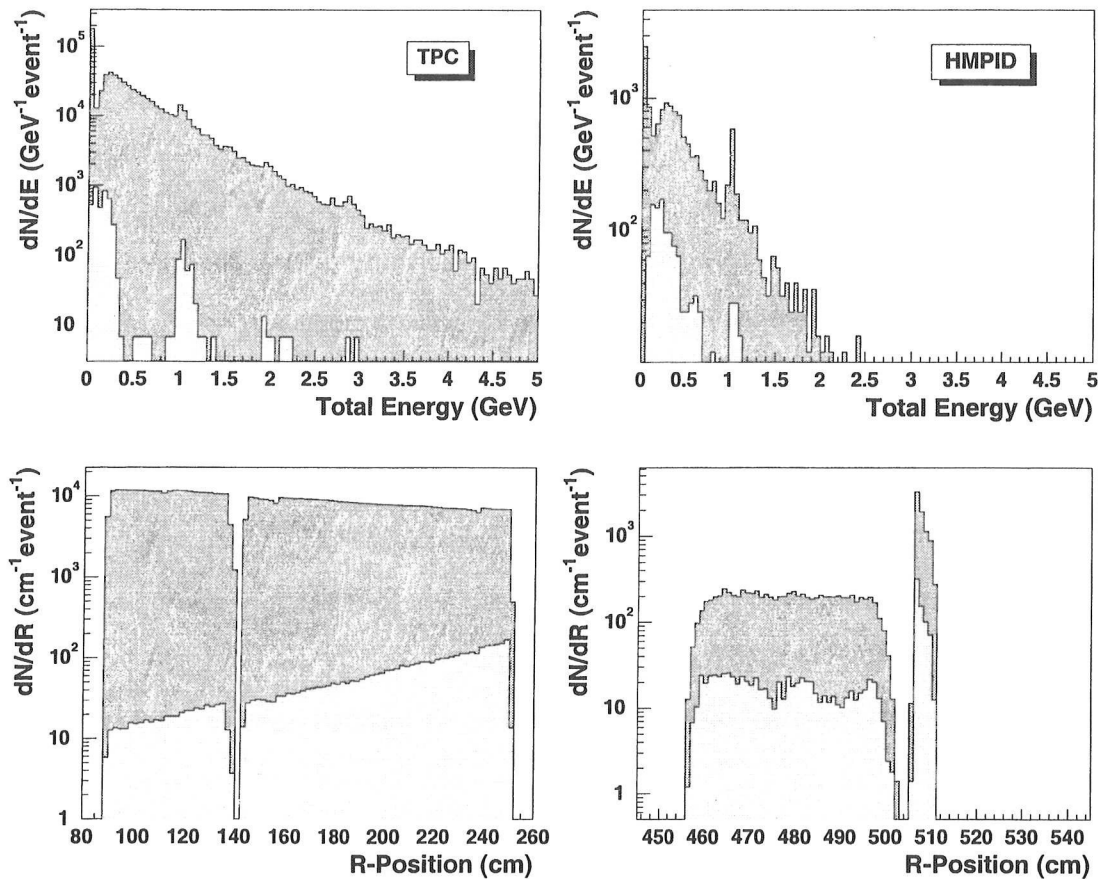 TPC
dN/dE (GeV⁻¹event⁻¹)
10⁵
10⁴
10³
10²
10
0 0.5 1 1.5 2 2.5 3 3.5 4 4.5 5
Total Energy (GeV)
HMPID
dN/dE (GeV⁻¹event⁻¹)
10³
10²
0 0.5 1 1.5 2 2.5 3 3.5 4 4.5 5
Total Energy (GeV)
dN/dR (cm⁻¹event⁻¹)
10⁴
10³
10²
10
1
80 100 120 140 160 180 200 220 240 260
R-Position (cm)
dN/dR (cm⁻¹event⁻¹)
10³
10²
10
1
450 460 470 480 490 500 510 520 530 540
R-Position (cm)